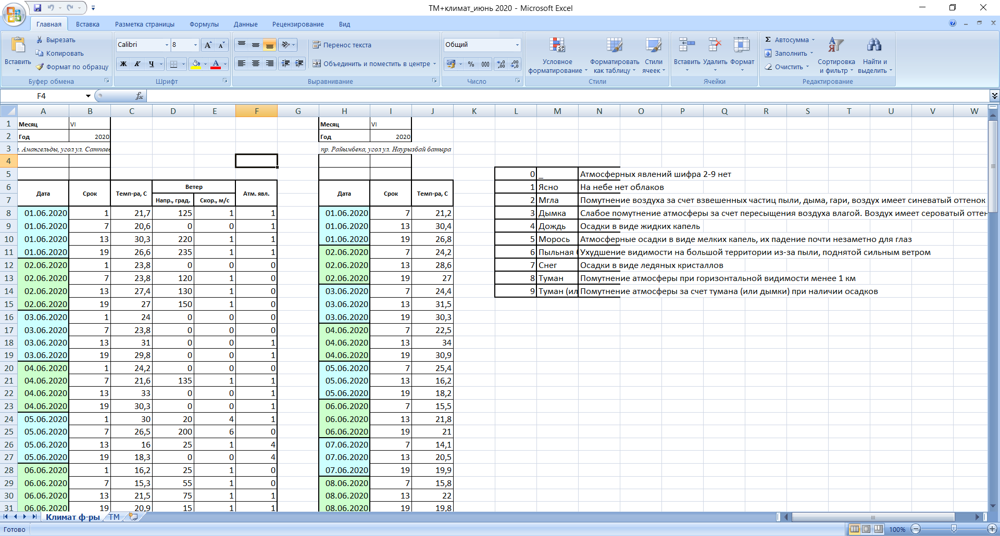 ТМ+климат_июнь 2020 - Microsoft Excel
Главная Вставка Разметка страницы Формулы Данные Рецензирование Вид
Вставить Вырезать Копировать Формат по образцу Буфер обмена
Calibri 8 Ж К Ч Шрифт
Перенос текста Объединить и поместить в центре Выравнивание
Общий % 000 Число
Условное форматирование Форматировать как таблицу Стили ячеек Стили
Вставить Удалить Формат Ячейки
Σ Автосумма Заполнить Очистить Сортировка и фильтр Найти и выделить Редактирование
F4 fx
A B C D E F G H I J K L M N O P Q R S T U V W
1 Месяц VI Месяц VI
2 Год 2020 Год 2020
3 . Амангельды, угол ул. Сатпаев пр. Райымбека, угол ул. Наурызбай батыра
4
5 0 _ Атмосферных явлений шифра 2-9 нет
6 Дата Срок Темп-ра, С Ветер Атм. явл. Дата Срок Темп-ра, С 1 Ясно На небе нет облаков
7 Напр., град. Скор., м/с 2 Мгла Помутнение воздуха за счет взвешенных частиц пыли, дыма, гари, воздух имеет синеватый оттенок
8 01.06.2020 1 21,7 125 1 1 01.06.2020 7 21,2 3 Дымка Слабое помутнение атмосферы за счет пересыщения воздуха влагой. Воздух имеет сероватый оттен
9 01.06.2020 7 20,6 0 0 1 01.06.2020 13 30,4 4 Дождь Осадки в виде жидких капель
10 01.06.2020 13 30,3 220 1 1 01.06.2020 19 26,8 5 Морось Атмосферные осадки в виде мелких капель, их падение почти незаметно для глаз
11 01.06.2020 19 26,6 235 1 1 02.06.2020 7 24,2 6 Пыльная Ухудшение видимости на большой территории из-за пыли, поднятой сильным ветром
12 02.06.2020 1 23,8 0 0 0 02.06.2020 13 28,6 7 Снег Осадки в виде ледяных кристаллов
13 02.06.2020 7 23,8 120 1 0 02.06.2020 19 27 8 Туман Помутнение атмосферы при горизонтальной видимости менее 1 км
14 02.06.2020 13 27,4 130 1 0 03.06.2020 7 24,4 9 Туман (ил Помутнение атмосферы за счет тумана (или дымки) при наличии осадков
15 02.06.2020 19 27 150 1 0 03.06.2020 13 31,5
16 03.06.2020 1 24 0 0 0 03.06.2020 19 30,3
17 03.06.2020 7 23,8 0 0 0 04.06.2020 7 22,5
18 03.06.2020 13 31 0 0 1 04.06.2020 13 34
19 03.06.2020 19 29,8 0 0 1 04.06.2020 19 30,9
20 04.06.2020 1 24,2 0 0 0 05.06.2020 7 25,4
21 04.06.2020 7 21,6 135 1 1 05.06.2020 13 16,2
22 04.06.2020 13 33 0 0 1 05.06.2020 19 18,2
23 04.06.2020 19 30,3 0 0 1 06.06.2020 7 15,5
24 05.06.2020 1 30 20 4 1 06.06.2020 13 21,8
25 05.06.2020 7 26,5 200 6 0 06.06.2020 19 21
26 05.06.2020 13 16 25 1 4 07.06.2020 7 14,1
27 05.06.2020 19 18,3 0 0 4 07.06.2020 13 20,5
28 06.06.2020 1 16,2 25 1 0 07.06.2020 19 19,9
29 06.06.2020 7 15,3 55 1 0 08.06.2020 7 15,8
30 06.06.2020 13 21,5 75 1 1 08.06.2020 13 22
31 06.06.2020 19 20,9 15 1 1 08.06.2020 19 19,8
Климат ф-ры ТМ
Готово 100%